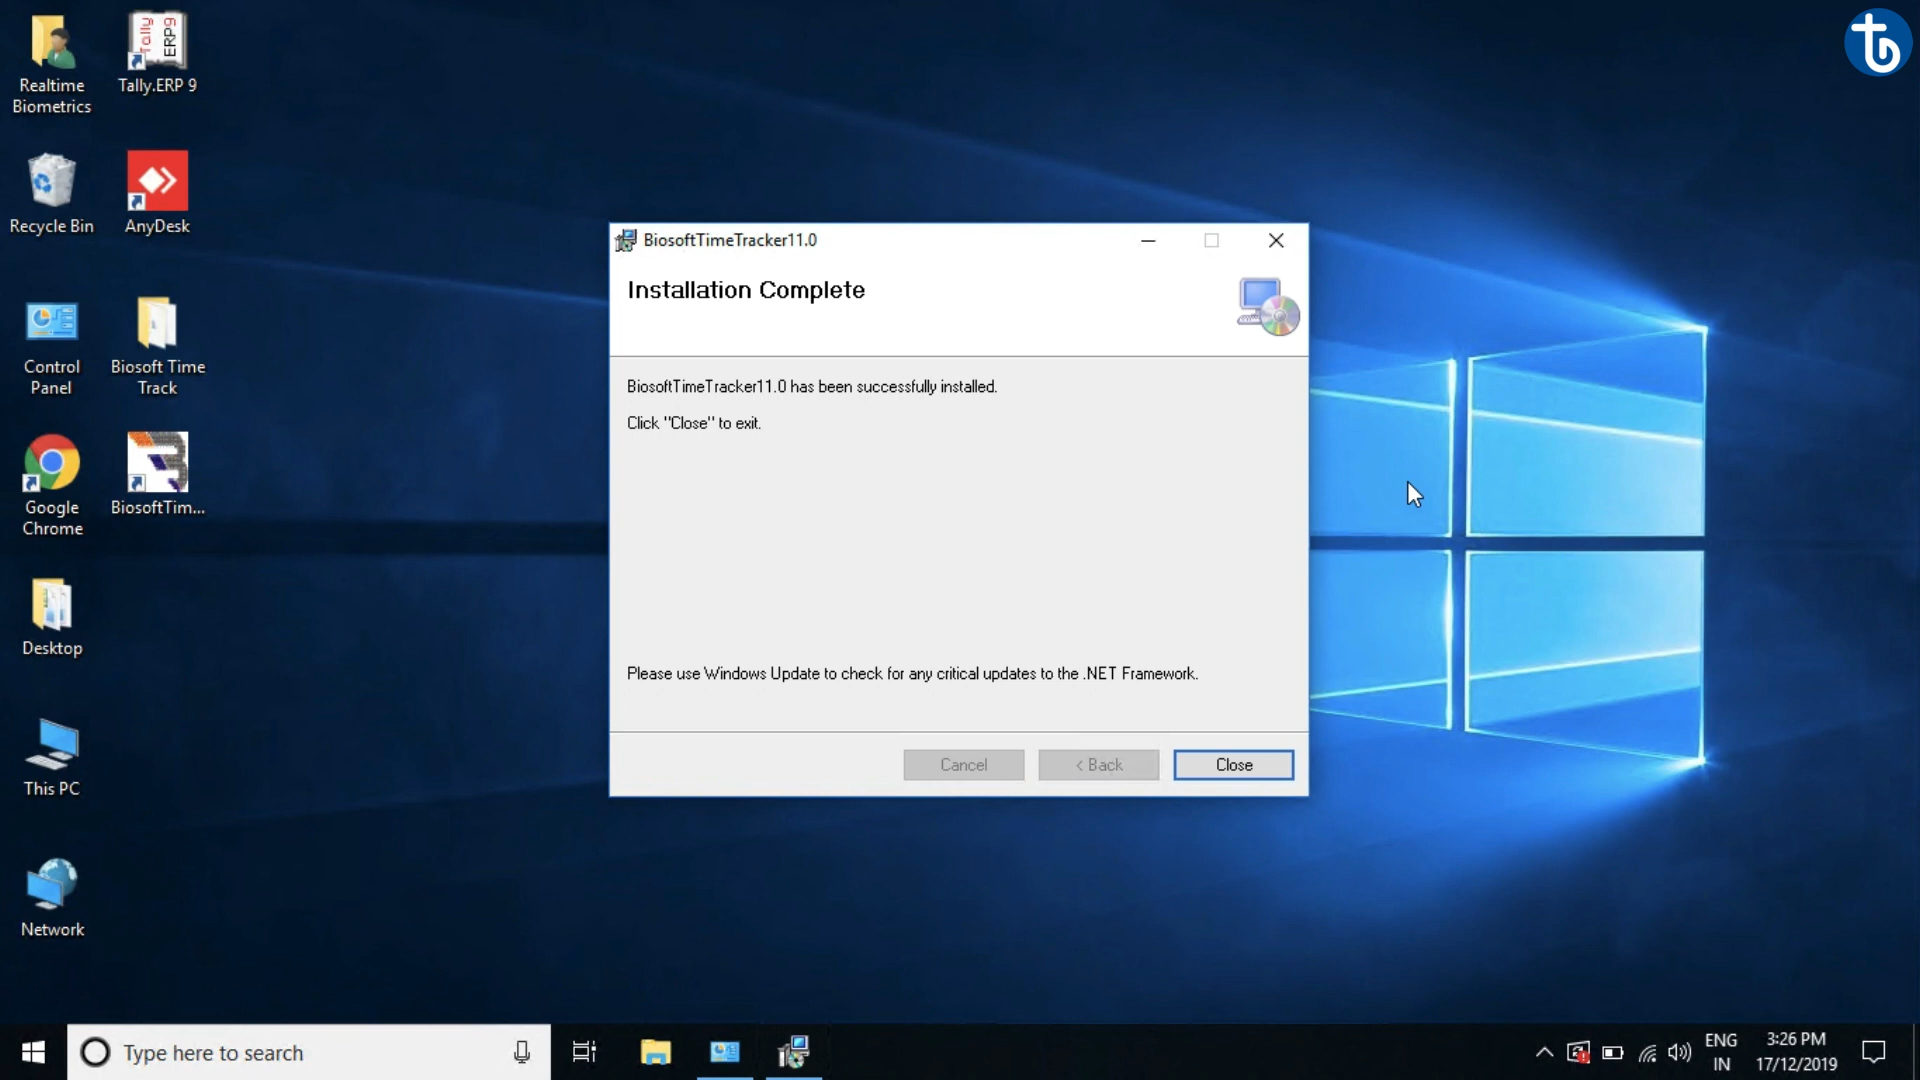 Realtime
Biometrics
Tally.ERP 9
Tally
ERP9
Recycle Bin
AnyDesk
Control
Panel
Biosoft Time
Track
Google
Chrome
BiosoftTim...
Desktop
This PC
Network
BiosoftTimeTracker11.0
Installation Complete
BiosoftTimeTracker11.0 has been successfully installed.
Click "Close" to exit.
Please use Windows Update to check for any critical updates to the .NET Framework.
Cancel
< Back
Close
Type here to search
ENG
IN
3:26 PM
17/12/2019
tb